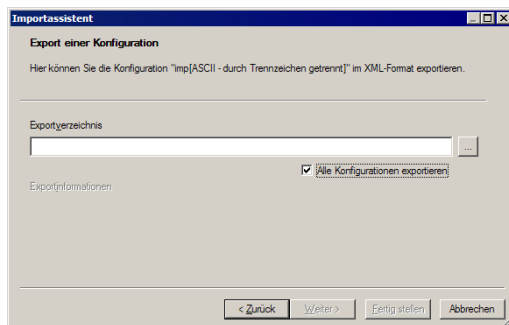 Importassistent
Export einer Konfiguration
Hier können Sie die Konfiguration "imp[ASCII - durch Trennzeichen getrennt]" im XML-Format exportieren.
Exportverzeichnis
...
Alle Konfigurationen exportieren
Exportinformationen
< Zurück Weiter > Fertig stellen Abbrechen